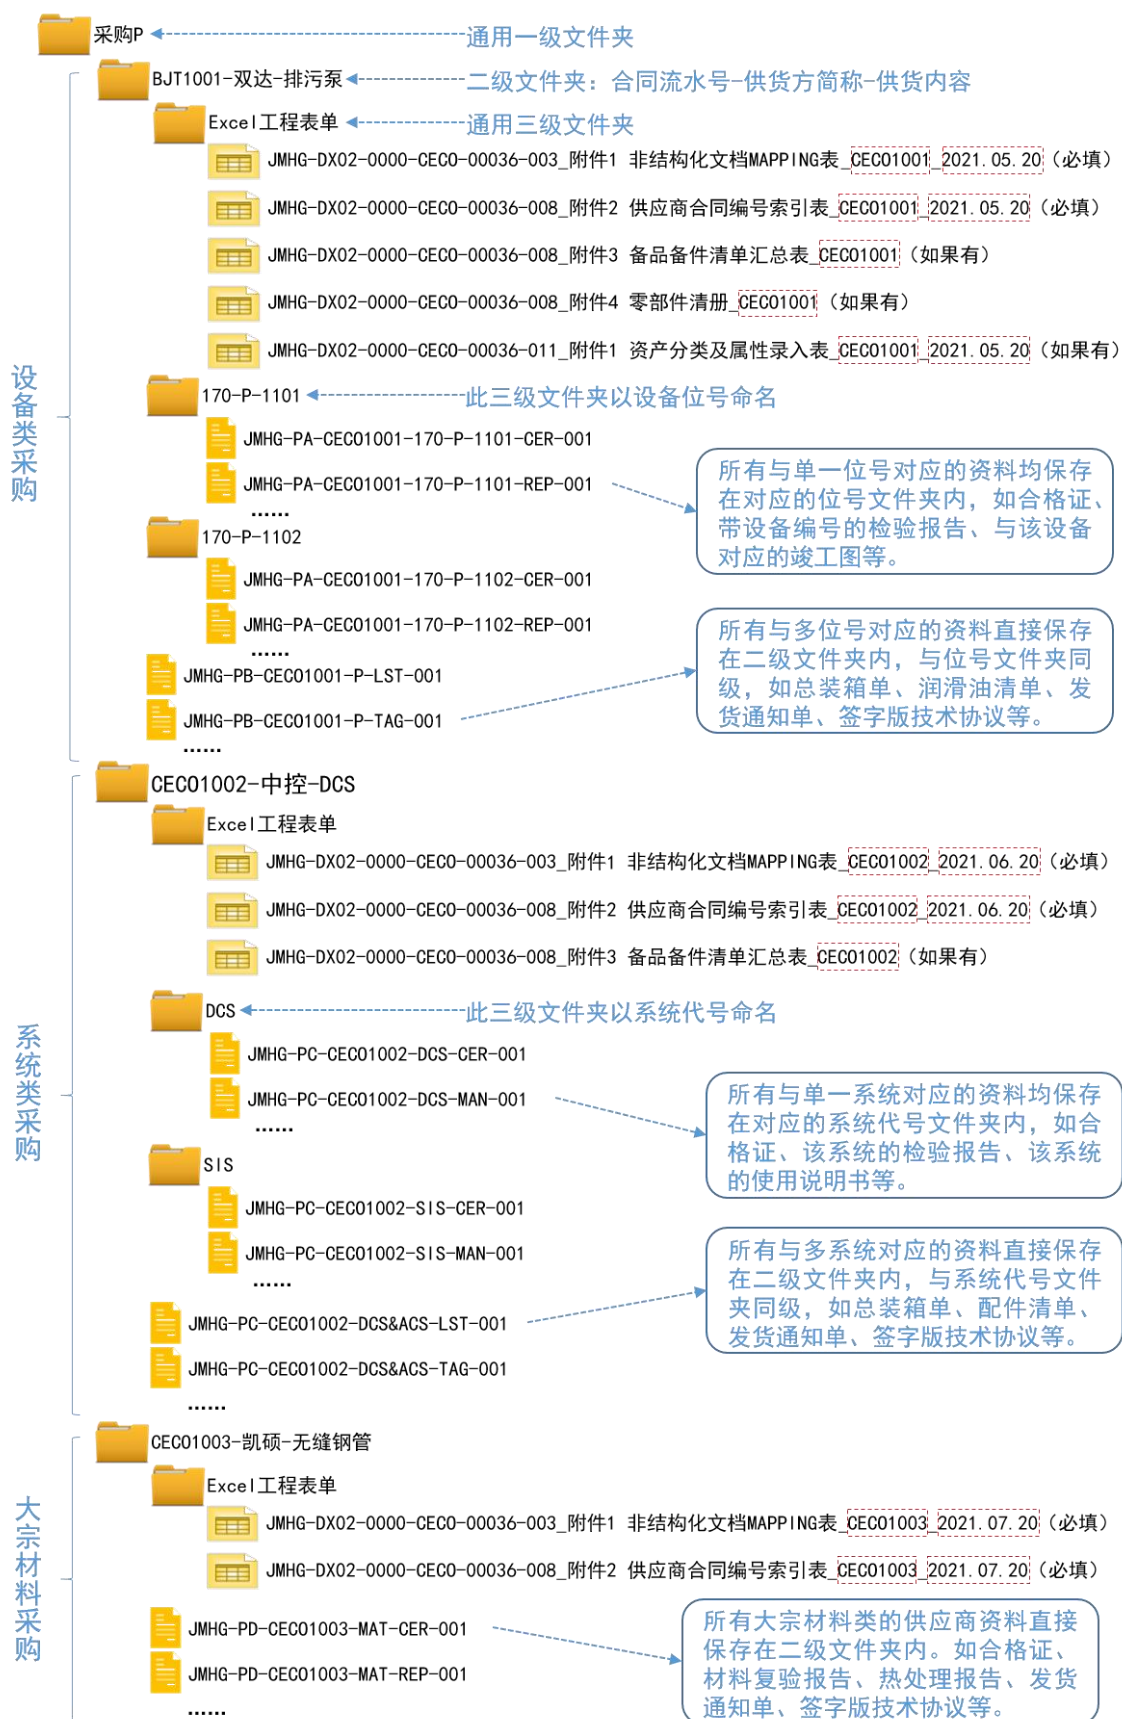 采购P
通用一级文件夹
BJT1001-双达-排污泵
二级文件夹：合同流水号-供货方简称-供货内容
Excel工程表单
通用三级文件夹
JMHG-DX02-0000-CECO-00036-003_附件1 非结构化文档MAPPING表_CECO1001_2021.05.20（必填）
JMHG-DX02-0000-CECO-00036-008_附件2 供应商合同编号索引表_CECO1001_2021.05.20（必填）
JMHG-DX02-0000-CECO-00036-008_附件3 备品备件清单汇总表_CECO1001（如果有）
JMHG-DX02-0000-CECO-00036-008_附件4 零部件清册_CECO1001（如果有）
JMHG-DX02-0000-CECO-00036-011_附件1 资产分类及属性录入表_CECO1001_2021.05.20（如果有）
设备类采购
170-P-1101
此三级文件夹以设备位号命名
JMHG-PA-CECO1001-170-P-1101-CER-001
JMHG-PA-CECO1001-170-P-1101-REP-001
......
所有与单一位号对应的资料均保存
在对应的位号文件夹内，如合格证、
带设备编号的检验报告、与该设备
对应的竣工图等。
170-P-1102
JMHG-PA-CECO1001-170-P-1102-CER-001
JMHG-PA-CECO1001-170-P-1102-REP-001
......
JMHG-PB-CECO1001-P-LST-001
JMHG-PB-CECO1001-P-TAG-001
......
所有与多位号对应的资料直接保存
在二级文件夹内，与位号文件夹同
级，如总装箱单、润滑油清单、发
货通知单、签字版技术协议等。
CECO1002-中控-DCS
Excel工程表单
JMHG-DX02-0000-CECO-00036-003_附件1 非结构化文档MAPPING表_CECO1002_2021.06.20（必填）
JMHG-DX02-0000-CECO-00036-008_附件2 供应商合同编号索引表_CECO1002_2021.06.20（必填）
JMHG-DX02-0000-CECO-00036-008_附件3 备品备件清单汇总表_CECO1002（如果有）
系统类采购
DCS
此三级文件夹以系统代号命名
JMHG-PC-CECO1002-DCS-CER-001
JMHG-PC-CECO1002-DCS-MAN-001
......
所有与单一系统对应的资料均保存
在对应的系统代号文件夹内，如合
格证、该系统的检验报告、该系统
的使用说明书等。
SIS
JMHG-PC-CECO1002-SIS-CER-001
JMHG-PC-CECO1002-SIS-MAN-001
......
JMHG-PC-CECO1002-DCS&ACS-LST-001
JMHG-PC-CECO1002-DCS&ACS-TAG-001
......
所有与多系统对应的资料直接保存
在二级文件夹内，与系统代号文件
夹同级，如总装箱单、配件清单、
发货通知单、签字版技术协议等。
CECO1003-凯硕-无缝钢管
Excel工程表单
JMHG-DX02-0000-CECO-00036-003_附件1 非结构化文档MAPPING表_CECO1003_2021.07.20（必填）
JMHG-DX02-0000-CECO-00036-008_附件2 供应商合同编号索引表_CECO1003_2021.07.20（必填）
大宗材料采购
JMHG-PD-CECO1003-MAT-CER-001
JMHG-PD-CECO1003-MAT-REP-001
......
所有大宗材料类的供应商资料直接
保存在二级文件夹内。如合格证、
材料复验报告、热处理报告、发货
通知单、签字版技术协议等。